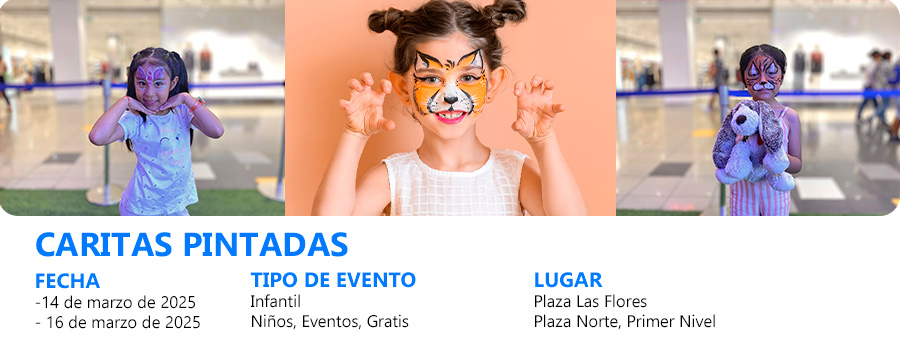 CARITAS PINTADAS
FECHA
-14 de marzo de 2025
- 16 de marzo de 2025
TIPO DE EVENTO
Infantil
Niños, Eventos, Gratis
LUGAR
Plaza Las Flores
Plaza Norte, Primer Nivel